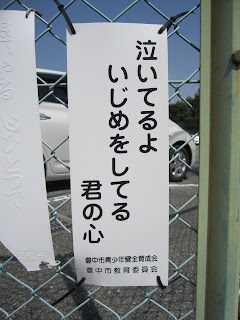 泣いてるよ
いじめをしてる
君の心
豊中市青少年健全育成会
豊中市教育委員会